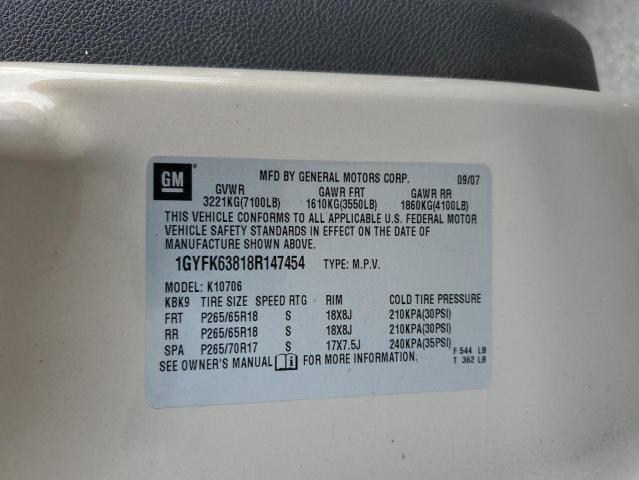 GM ® MFD BY GENERAL MOTORS CORP. 09/07
GVWR GAWR FRT GAWR RR
3221KG(7100LB) 1610KG(3550LB) 1860KG(4100LB)
THIS VEHICLE CONFORMS TO ALL APPLICABLE U.S. FEDERAL MOTOR
VEHICLE SAFETY STANDARDS IN EFFECT ON THE DATE OF
MANUFACTURE SHOWN ABOVE.
1GYFK63818R147454 TYPE: M.P.V.
MODEL: K10706
KBK9 TIRE SIZE SPEED RTG RIM COLD TIRE PRESSURE
FRT P265/65R18 S 18X8J 210KPA(30PSI)
RR P265/65R18 S 18X8J 210KPA(30PSI)
SPA P265/70R17 S 17X7.5J 240KPA(35PSI) F 544 LB
SEE OWNER'S MANUAL FOR MORE INFORMATION. T 362 LB